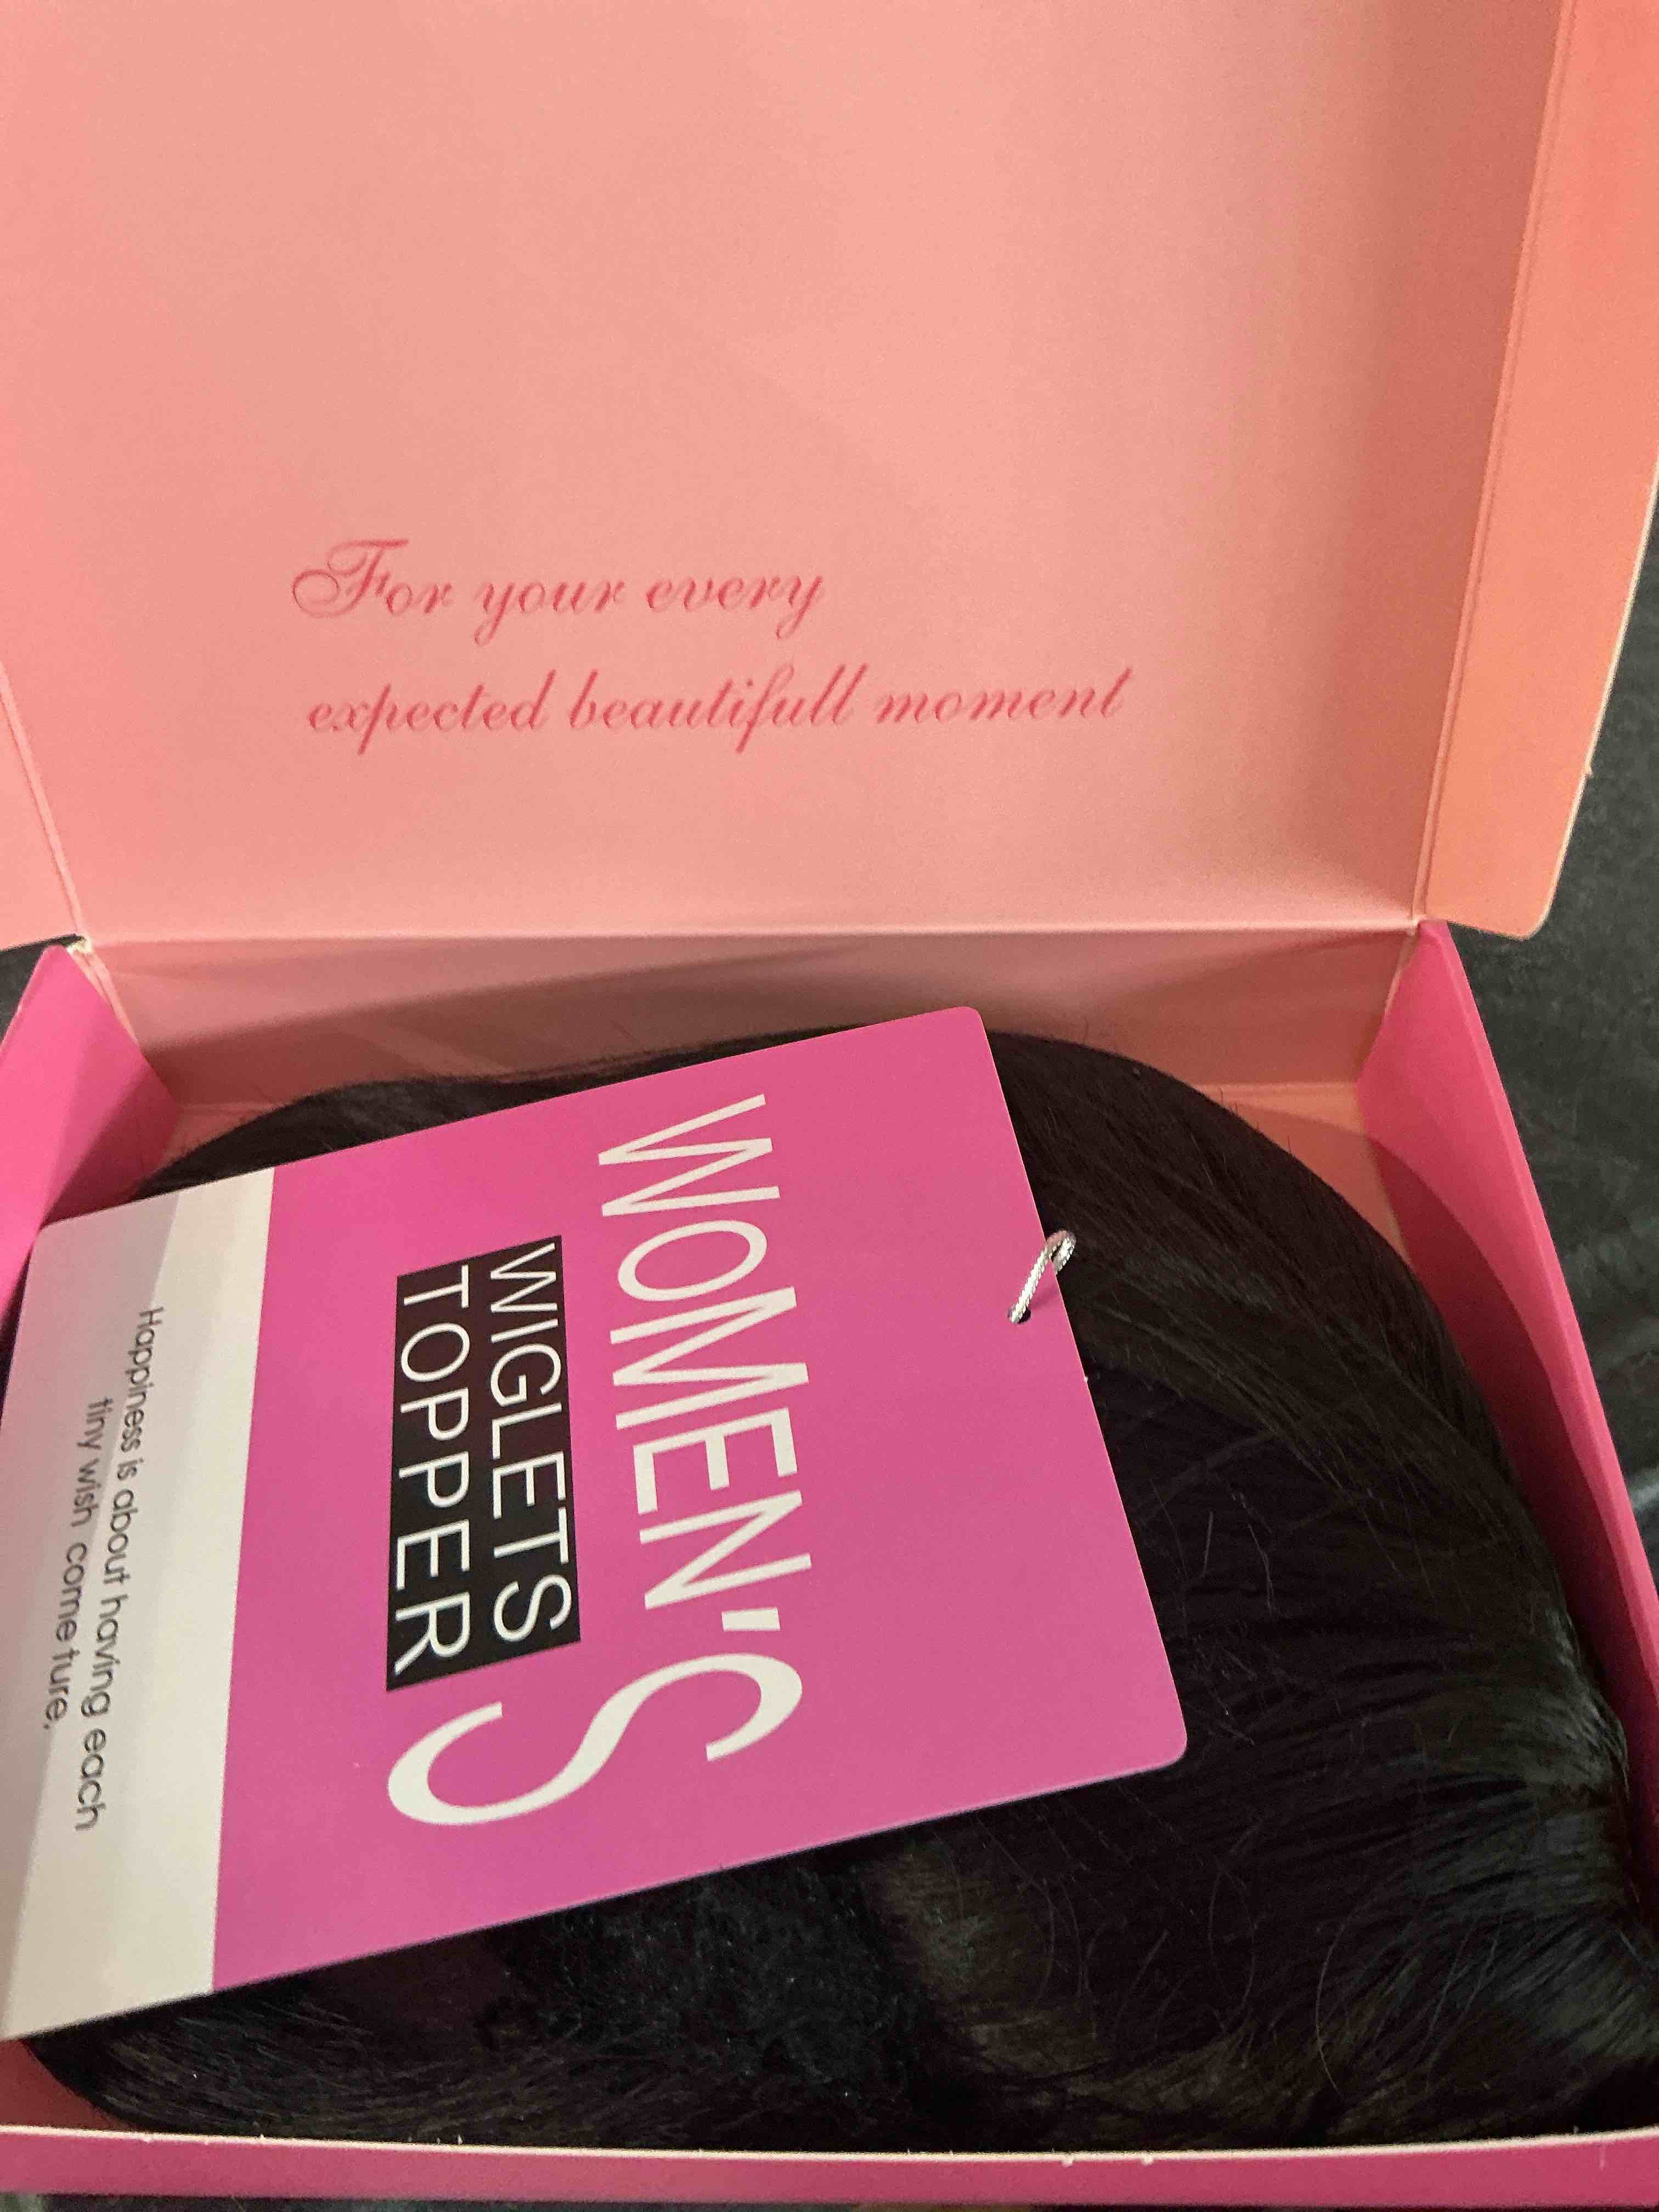 For your every
expected beautifull moment
WOMEN'S
WIGLETS
TOPPER
Happiness is about having each
tiny wish come ture,